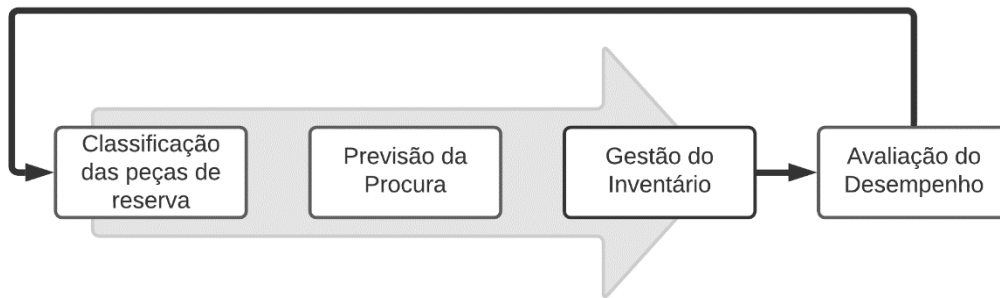 Classificação
das peças de
reserva
Previsão da
Procura
Gestão do
Inventário
Avaliação do
Desempenho